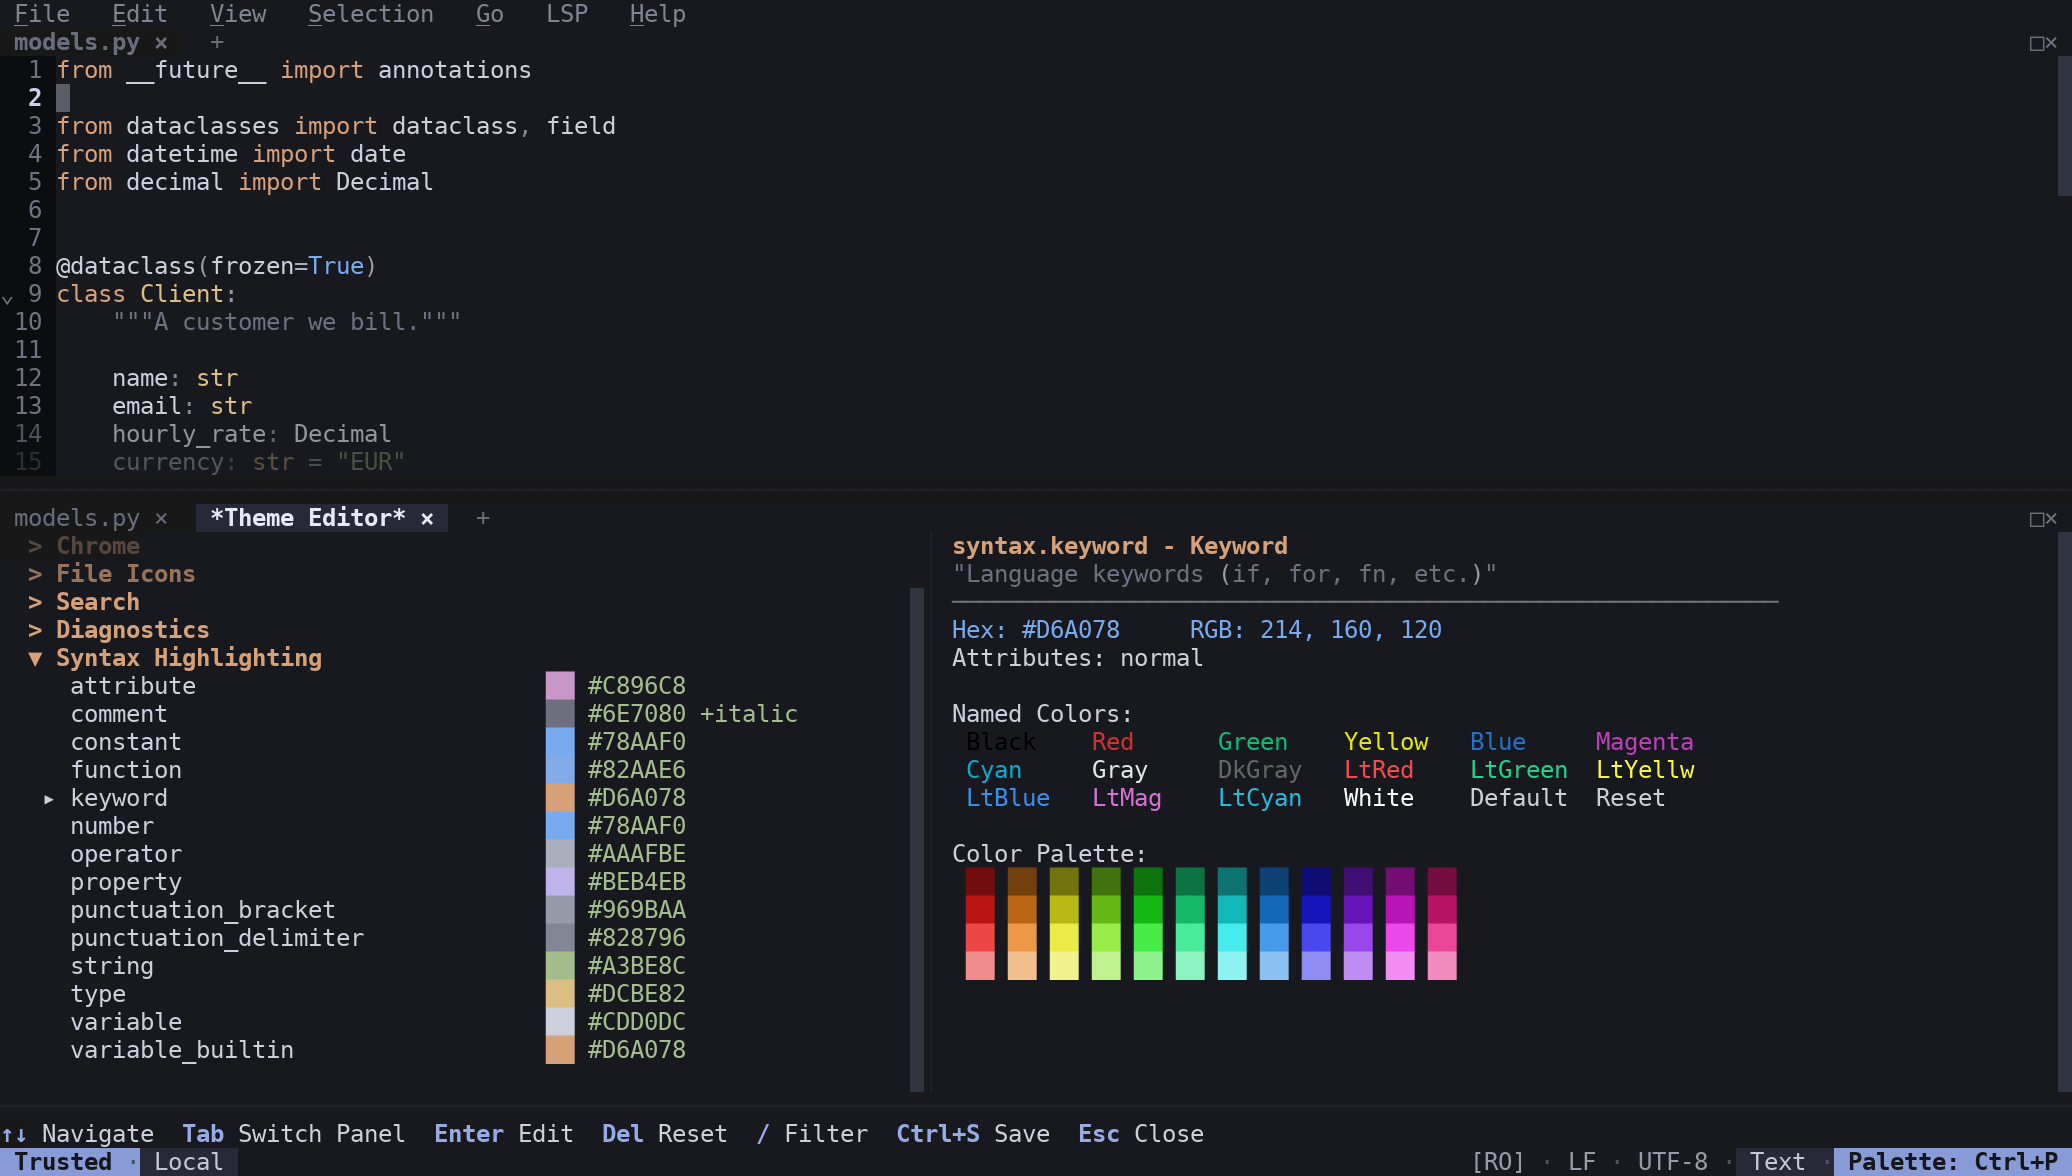 File Edit View Selection Go LSP Help
models.py × + □×
1 from __future__ import annotations
2
3 from dataclasses import dataclass, field
4 from datetime import date
5 from decimal import Decimal
6
7
8 @dataclass(frozen=True)
⌄ 9 class Client:
10 """A customer we bill."""
11
12 name: str
13 email: str
14 hourly_rate: Decimal
15 currency: str = "EUR"
models.py × *Theme Editor* × + □×
> Chrome
> File Icons
> Search
> Diagnostics
▼ Syntax Highlighting
attribute #C896C8
comment #6E7080 +italic
constant #78AAF0
function #82AAE6
▸ keyword #D6A078
number #78AAF0
operator #AAAFBE
property #BEB4EB
punctuation_bracket #969BAA
punctuation_delimiter #828796
string #A3BE8C
type #DCBE82
variable #CDD0DC
variable_builtin #D6A078
syntax.keyword - Keyword
"Language keywords (if, for, fn, etc.)"
Hex: #D6A078 RGB: 214, 160, 120
Attributes: normal
Named Colors:
Black Red Green Yellow Blue Magenta
Cyan Gray DkGray LtRed LtGreen LtYellw
LtBlue LtMag LtCyan White Default Reset
Color Palette:
↑↓ Navigate Tab Switch Panel Enter Edit Del Reset / Filter Ctrl+S Save Esc Close
Trusted · Local [RO] · LF · UTF-8 · Text · Palette: Ctrl+P